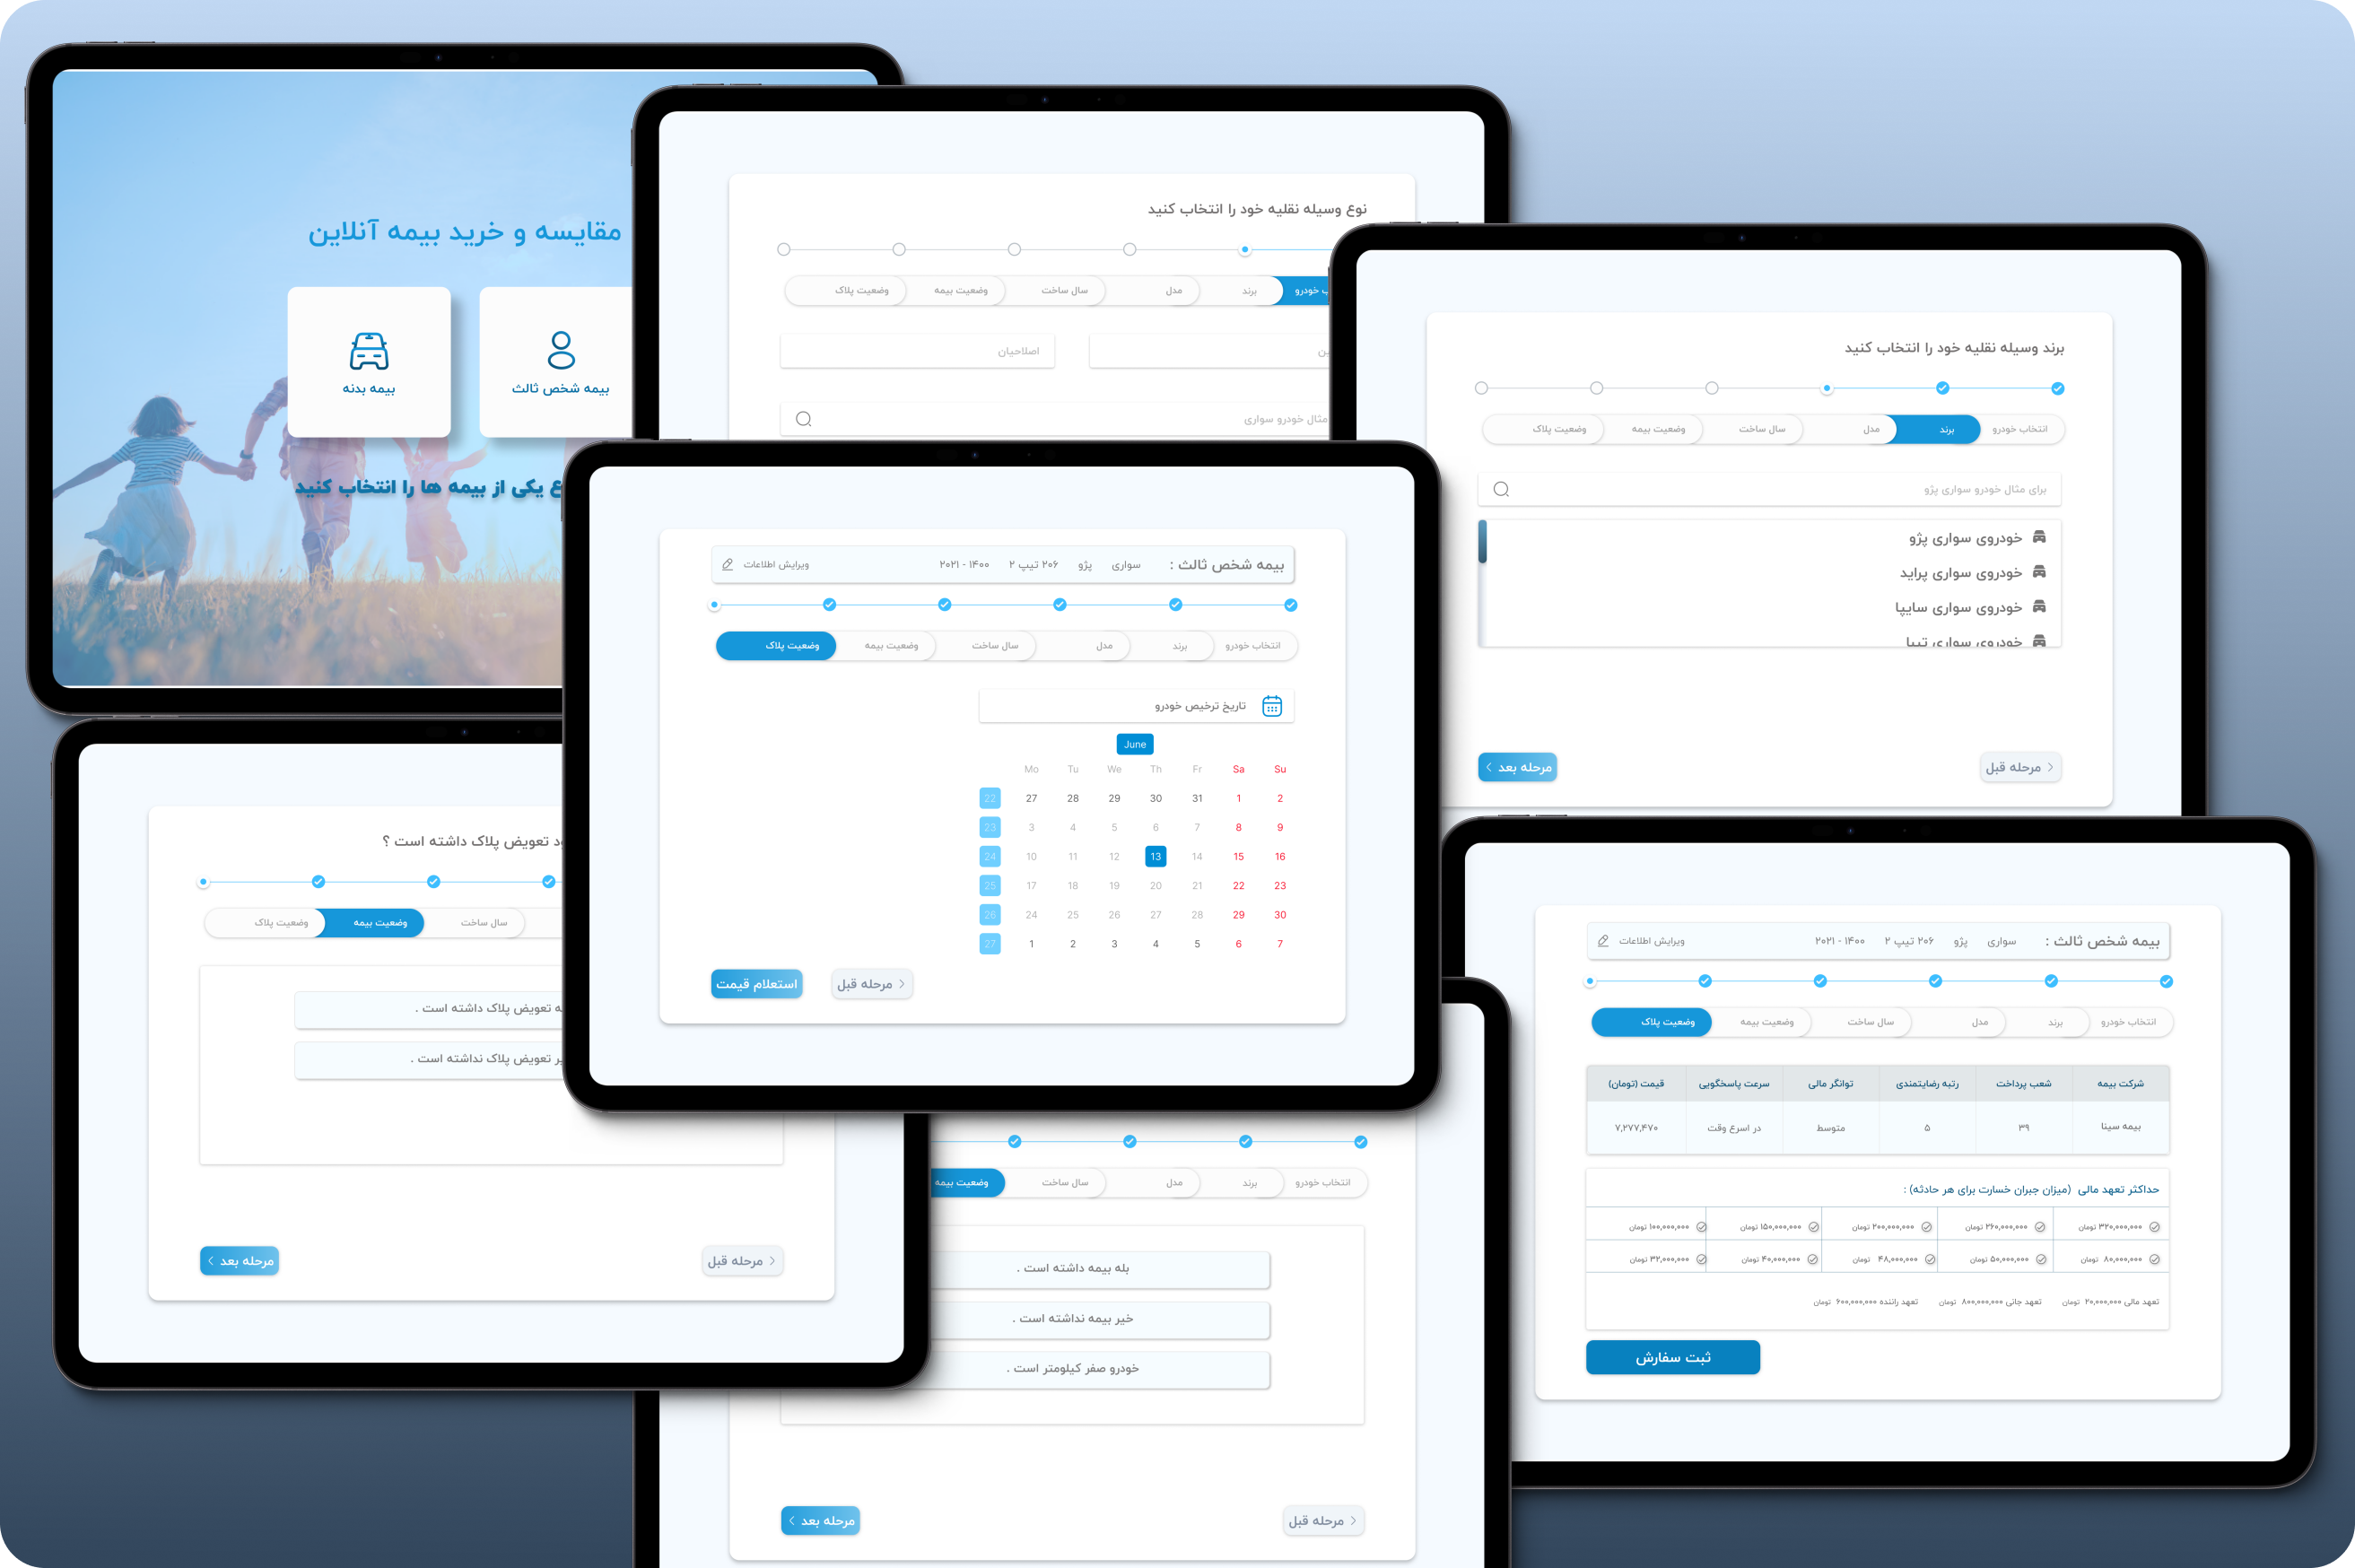 مقایسه و خرید بیمه آنلاین
بیمه شخص ثالث
بیمه بدنه
یکی از بیمه ها را انتخاب کنید
نوع وسیله نقلیه خود را انتخاب کنید
خودرو
برند
مدل
سال ساخت
وضعیت بیمه
وضعیت پلاک
اصلاحیان
مثال خودرو سواری
برند وسیله نقلیه خود را انتخاب کنید
انتخاب خودرو
برند
مدل
سال ساخت
وضعیت بیمه
وضعیت پلاک
برای مثال خودرو سواری پژو
خودروی سواری پژو
خودروی سواری پراید
خودروی سواری سایپا
خودروی سواری تیبا
مرحله قبل
مرحله بعد
بیمه شخص ثالث : سواری پژو ۲۰۶ تیپ ۲ ۱۴۰۰ - ۲۰۲۱ ویرایش اطلاعات
انتخاب خودرو
برند
مدل
سال ساخت
وضعیت بیمه
وضعیت پلاک
تاریخ ترخیص خودرو
June
Mo Tu We Th Fr Sa Su
22 27 28 29 30 31 1 2
23 3 4 5 6 7 8 9
24 10 11 12 13 14 15 16
25 17 18 19 20 21 22 23
26 24 25 26 27 28 29 30
27 1 2 3 4 5 6 7
مرحله قبل
استعلام قیمت
تعویض پلاک داشته است ؟
سال ساخت
وضعیت بیمه
وضعیت پلاک
تعویض پلاک داشته است .
تعویض پلاک نداشته است .
مرحله قبل
مرحله بعد
انتخاب خودرو
برند
مدل
سال ساخت
وضعیت بیمه
بله بیمه داشته است .
خیر بیمه نداشته است .
خودرو صفر کیلومتر است .
مرحله قبل
مرحله بعد
بیمه شخص ثالث : سواری پژو ۲۰۶ تیپ ۲ ۱۴۰۰ - ۲۰۲۱ ویرایش اطلاعات
انتخاب خودرو
برند
مدل
سال ساخت
وضعیت بیمه
وضعیت پلاک
شرکت بیمه شعب پرداخت رتبه رضایتمندی توانگر مالی سرعت پاسخگویی قیمت (تومان)
بیمه سینا ۳۹ ۵ متوسط در اسرع وقت ۷,۲۷۷,۴۷۰
حداکثر تعهد مالی (میزان جبران خسارت برای هر حادثه) :
۳۲۰,۰۰۰,۰۰۰ تومان ۲۶۰,۰۰۰,۰۰۰ تومان ۲۰۰,۰۰۰,۰۰۰ تومان ۱۵۰,۰۰۰,۰۰۰ تومان ۱۰۰,۰۰۰,۰۰۰ تومان
۸۰,۰۰۰,۰۰۰ تومان ۵۰,۰۰۰,۰۰۰ تومان ۴۸,۰۰۰,۰۰۰ تومان ۴۰,۰۰۰,۰۰۰ تومان ۳۲,۰۰۰,۰۰۰ تومان
تعهد مالی ۲۰,۰۰۰,۰۰۰ تومان تعهد جانی ۸۰۰,۰۰۰,۰۰۰ تومان تعهد راننده ۶۰۰,۰۰۰,۰۰۰ تومان
ثبت سفارش